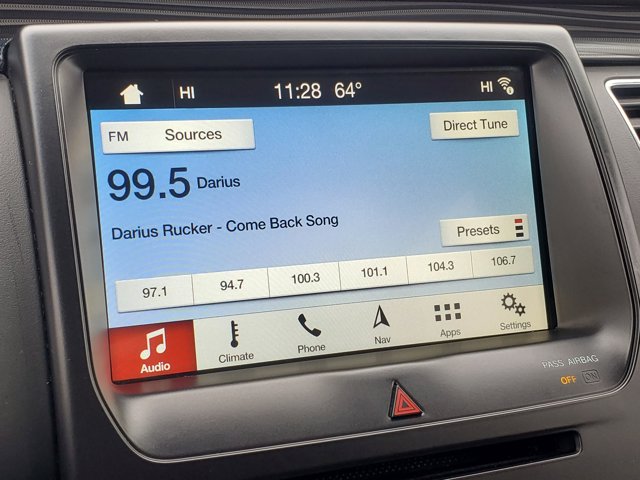 HI 11:28 64° HI
FM Sources Direct Tune
99.5 Darius
Darius Rucker - Come Back Song
Presets
97.1 94.7 100.3 101.1 104.3 106.7
Audio Climate Phone Nav Apps Settings
PASS AIRBAG
OFF ON